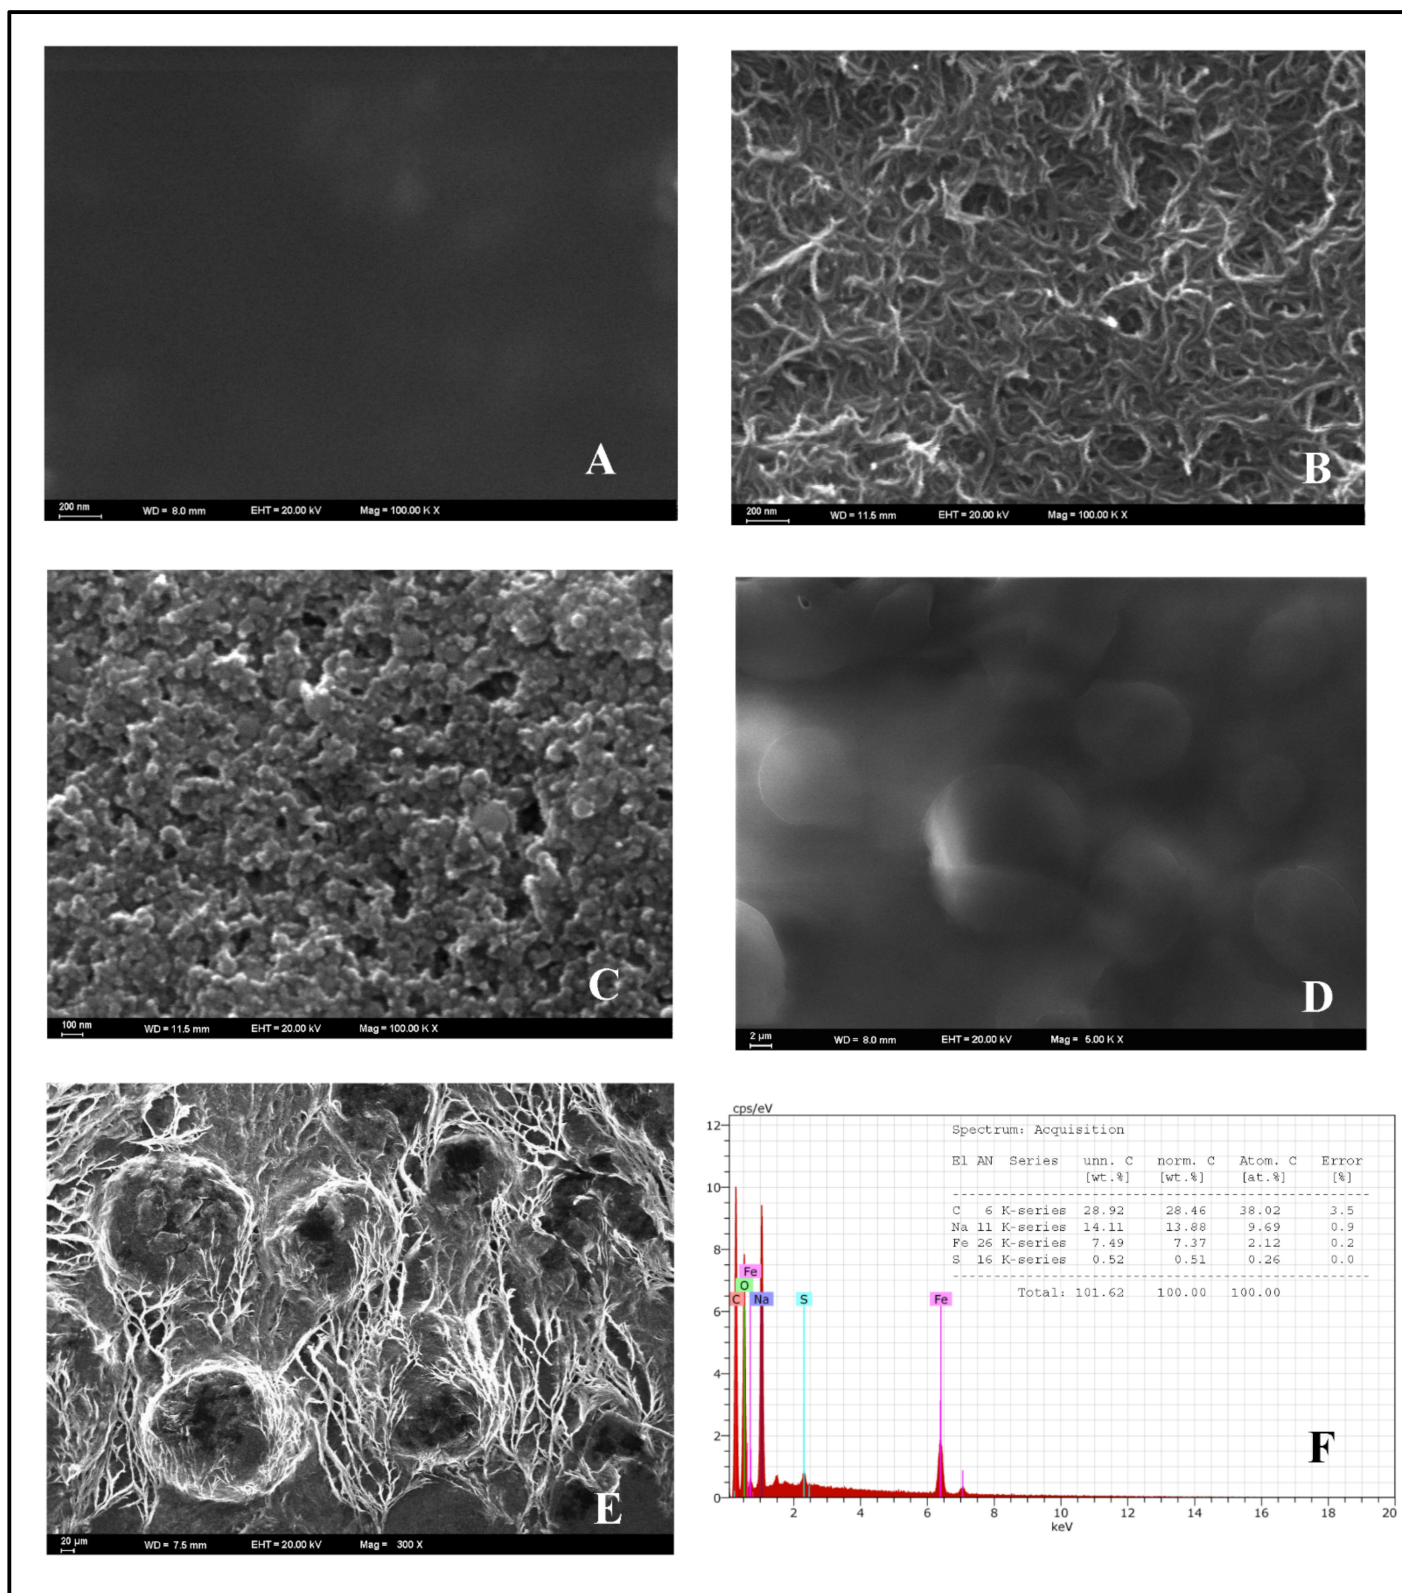 A
200 nm WD = 8.0 mm EHT = 20.00 kV Mag = 100.00 K X
B
200 nm WD = 11.5 mm EHT = 20.00 kV Mag = 100.00 K X
C
100 nm WD = 11.5 mm EHT = 20.00 kV Mag = 100.00 K X
D
2 µm WD = 8.0 mm EHT = 20.00 kV Mag = 5.00 K X
E
20 µm WD = 7.5 mm EHT = 20.00 kV Mag = 300 X
cps/eV
Spectrum: Acquisition
El AN Series unn. C norm. C Atom. C Error
[wt.%] [wt.%] [at.%] [%]
C 6 K-series 28.92 28.46 38.02 3.5
Na 11 K-series 14.11 13.88 9.69 0.9
Fe 26 K-series 7.49 7.37 2.12 0.2
S 16 K-series 0.52 0.51 0.26 0.0
Total: 101.62 100.00 100.00
12
10
8
6
4
2
0
Fe
O
C Na S Fe
F
2 4 6 8 10 12 14 16 18 20
keV